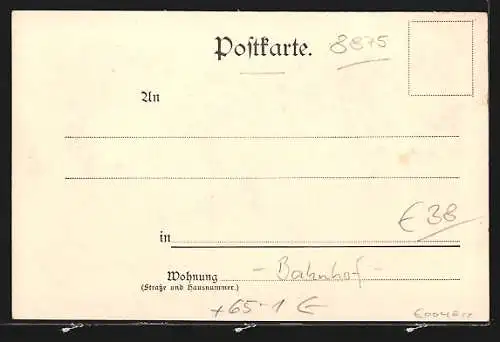 Postkarte. 8875
An
€ 38
in
Wohnung - Bahnhof -
(Straße und Hausnummer.)
+65-1 €